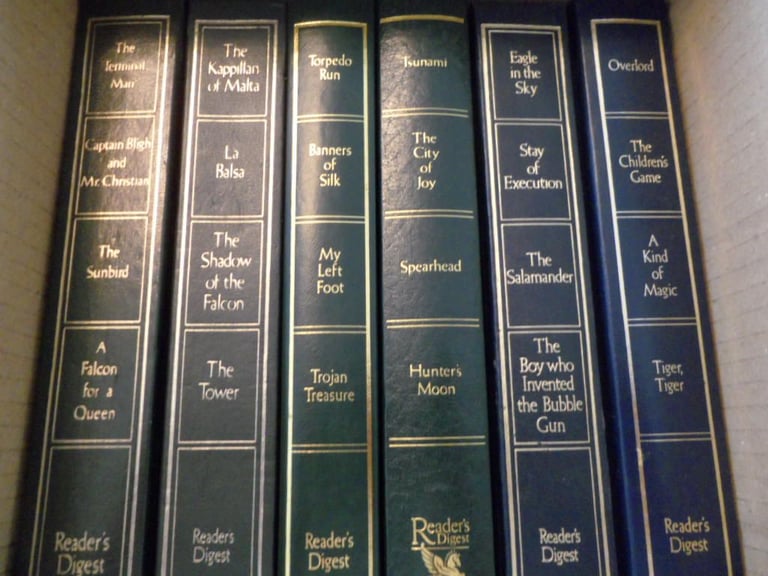 The
Terminal
Man
Captain Bligh
and
Mr. Christian
The
Sunbird
A
Falcon
for a
Queen
Reader's
Digest
The
Kappillan
of Malta
La
Balsa
The
Shadow
of the
Falcon
The
Tower
Reader's
Digest
Torpedo
Run
Banners
of
Silk
My
Left
Foot
Trojan
Treasure
Reader's
Digest
Tsunami
The
City
of
Joy
Spearhead
Hunter's
Moon
Reader's
Digest
Eagle
in the
Sky
Stay
of
Execution
The
Salamander
The
Boy who
Invented
the Bubble
Gun
Reader's
Digest
Overlord
The
Children's
Game
A
Kind
of
Magic
Tiger,
Tiger
Reader's
Digest